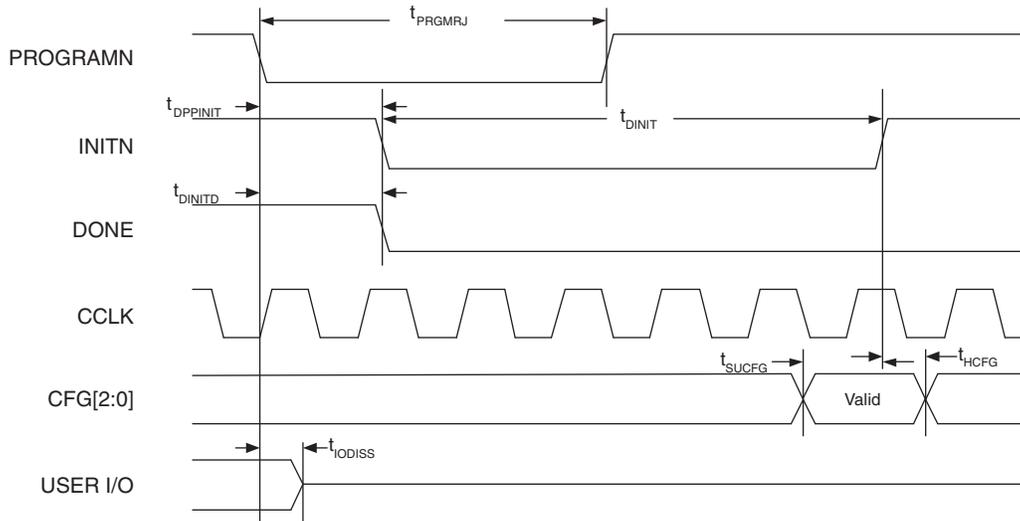 tPRGMRJ
PROGRAMN
tDPPINIT
tDINIT
INITN
tDINITD
DONE
CCLK
tSUCFG
tHCFG
CFG[2:0]
Valid
tIODISS
USER I/O